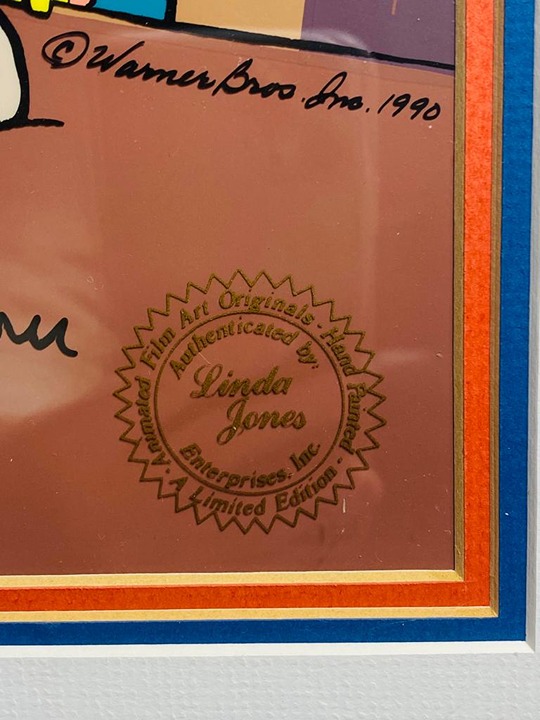 © Warner Bros. Inc. 1990
Animated Film Art Originals · Hand Painted · A Limited Edition ·
Authenticated by:
Linda
Jones
Enterprises, Inc.